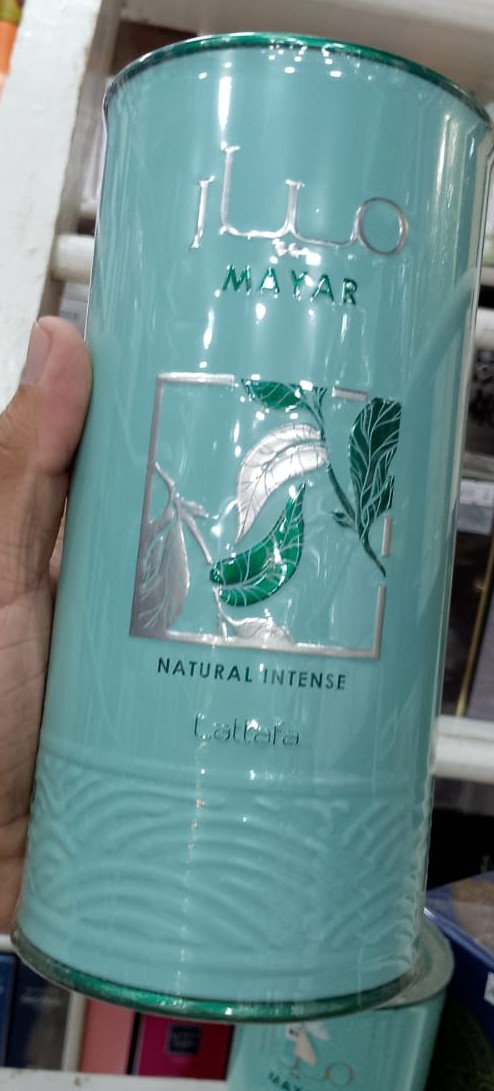 ميار
MAYAR
NATURAL INTENSE
Lattafa